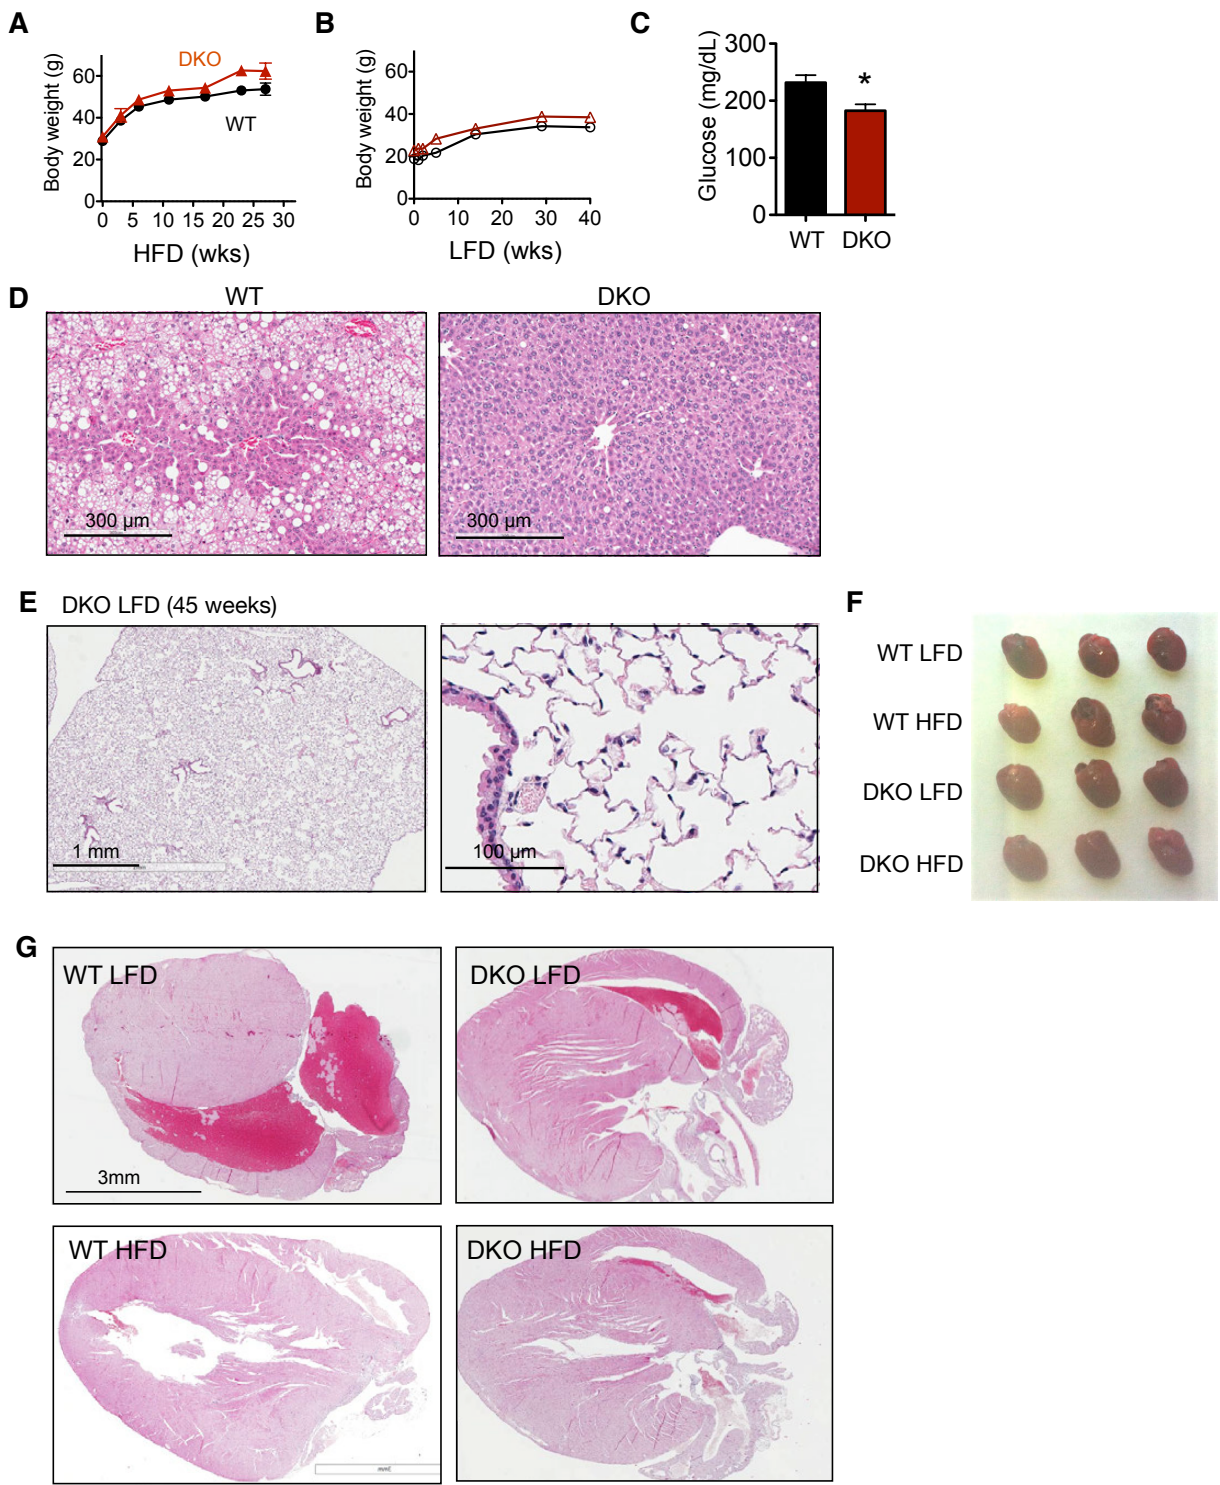 A
B
C
Body weight (g)
60
40
20
0
DKO
WT
0 5 10 15 20 25 30
HFD (wks)
Body weight (g)
60
40
20
0
0 10 20 30 40
LFD (wks)
Glucose (mg/dL)
300
200
100
0
*
WT DKO
D
WT
DKO
300 µm
300 µm
E
DKO LFD (45 weeks)
1 mm
100 µm
F
WT LFD
WT HFD
DKO LFD
DKO HFD
G
WT LFD
3mm
DKO LFD
WT HFD
DKO HFD